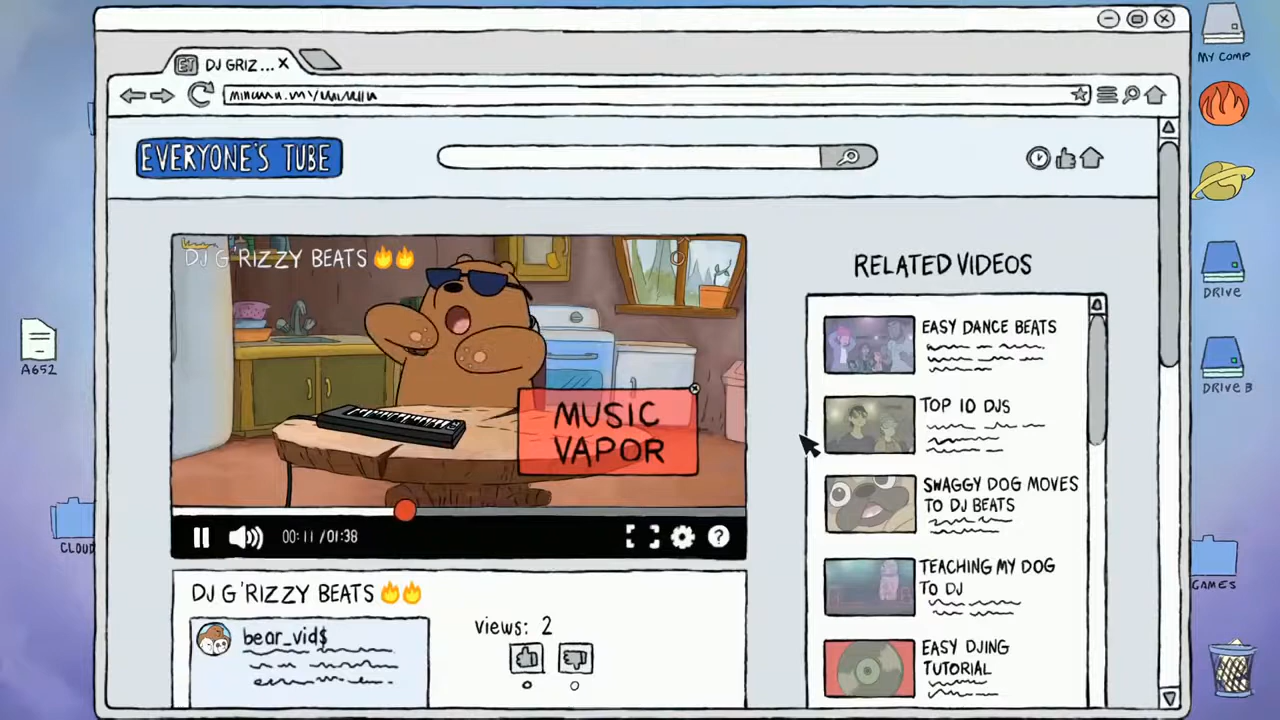 MY COMP
ET DJ GRIZ...
EVERYONE'S TUBE
DJ G'RIZZY BEATS 🔥🔥
MUSIC
VAPOR
00:11 /01:38
DJ G'RIZZY BEATS 🔥🔥
bear_vid$
views: 2
RELATED VIDEOS
EASY DANCE BEATS
TOP 10 DJS
SWAGGY DOG MOVES
TO DJ BEATS
TEACHING MY DOG
TO DJ
EASY DJING
TUTORIAL
A652
CLOUD
DRIVE
DRIVE B
GAMES